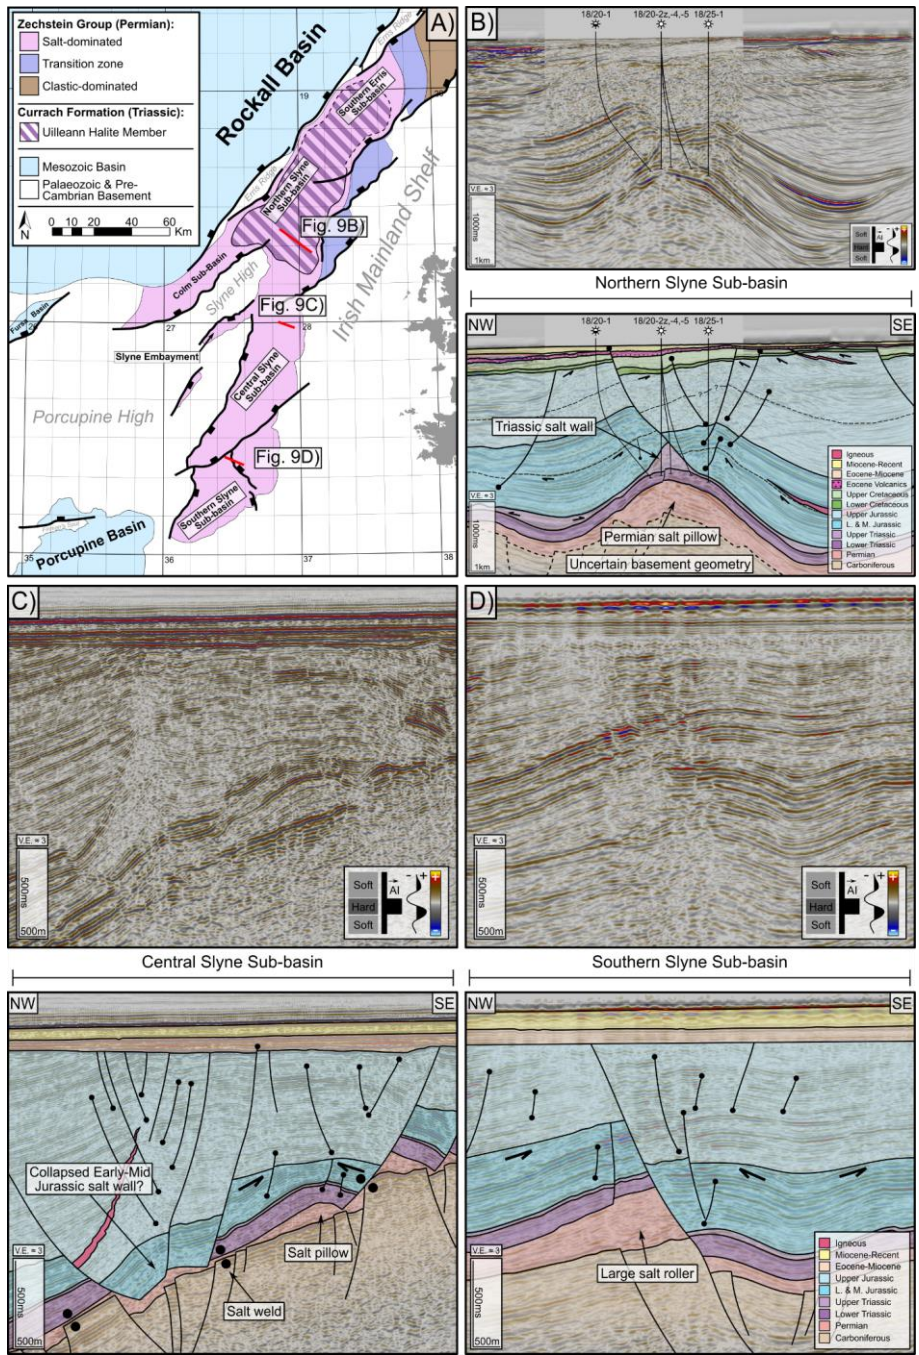 A)
Zechstein Group (Permian):
Salt-dominated
Transition zone
Clastic-dominated
Currach Formation (Triassic):
Uilleann Halite Member
Mesozoic Basin
Palaeozoic & Pre-
Cambrian Basement
N
0 10 20 40 60
Km
Rockall Basin
Erris Ridge
19
Southern Erris
Sub-basin
Erris Ridge
Northern Slyne
Sub-basin
Fig. 9B)
Irish Mainland Shelf
Colm Sub-Basin
Slyne High
Fursa Basin
26
27
Fig. 9C)
28
Slyne Embayment
Central Slyne
Sub-basin
Porcupine High
Fig. 9D)
Southern Slyne
Sub-basin
Porcupine Basin
35
36
37
38
B)
18/20-1
18/20-2z,-4,-5
18/25-1
V.E. ≈ 3
1000ms
1km
Soft
Hard
Soft
AI
- +
Northern Slyne Sub-basin
NW
SE
18/20-1
18/20-2z,-4,-5
18/25-1
Triassic salt wall
Permian salt pillow
Uncertain basement geometry
V.E. ≈ 3
1000ms
1km
Igneous
Miocene-Recent
Eocene-Miocene
Eocene Volcanics
Upper Cretaceous
Lower Cretaceous
Upper Jurassic
L. & M. Jurassic
Upper Triassic
Lower Triassic
Permian
Carboniferous
C)
V.E. ≈ 3
500ms
500m
Soft
Hard
Soft
AI
- +
D)
V.E. ≈ 3
500ms
500m
Soft
Hard
Soft
AI
- +
Central Slyne Sub-basin
NW
SE
Collapsed Early-Mid
Jurassic salt wall?
Salt pillow
Salt weld
V.E. ≈ 3
500ms
500m
Southern Slyne Sub-basin
NW
SE
Large salt roller
V.E. ≈ 3
500ms
500m
Igneous
Miocene-Recent
Eocene-Miocene
Upper Jurassic
L. & M. Jurassic
Upper Triassic
Lower Triassic
Permian
Carboniferous